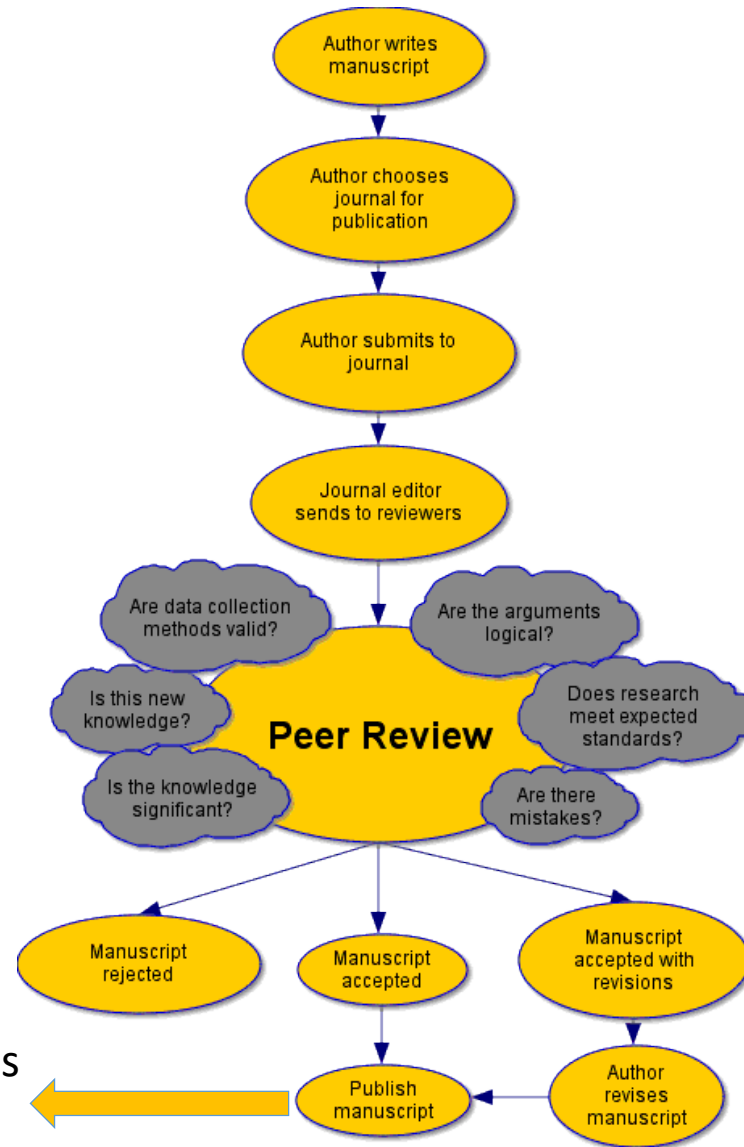 Author writes
manuscript
Author chooses
journal for
publication
Author submits to
journal
Journal editor
sends to reviewers
Are data collection
methods valid?
Are the arguments
logical?
Is this new
knowledge?
Does research
meet expected
standards?
Peer Review
Is the knowledge
significant?
Are there
mistakes?
Manuscript
rejected
Manuscript
accepted
Manuscript
accepted with
revisions
s
Publish
manuscript
Author
revises
manuscript